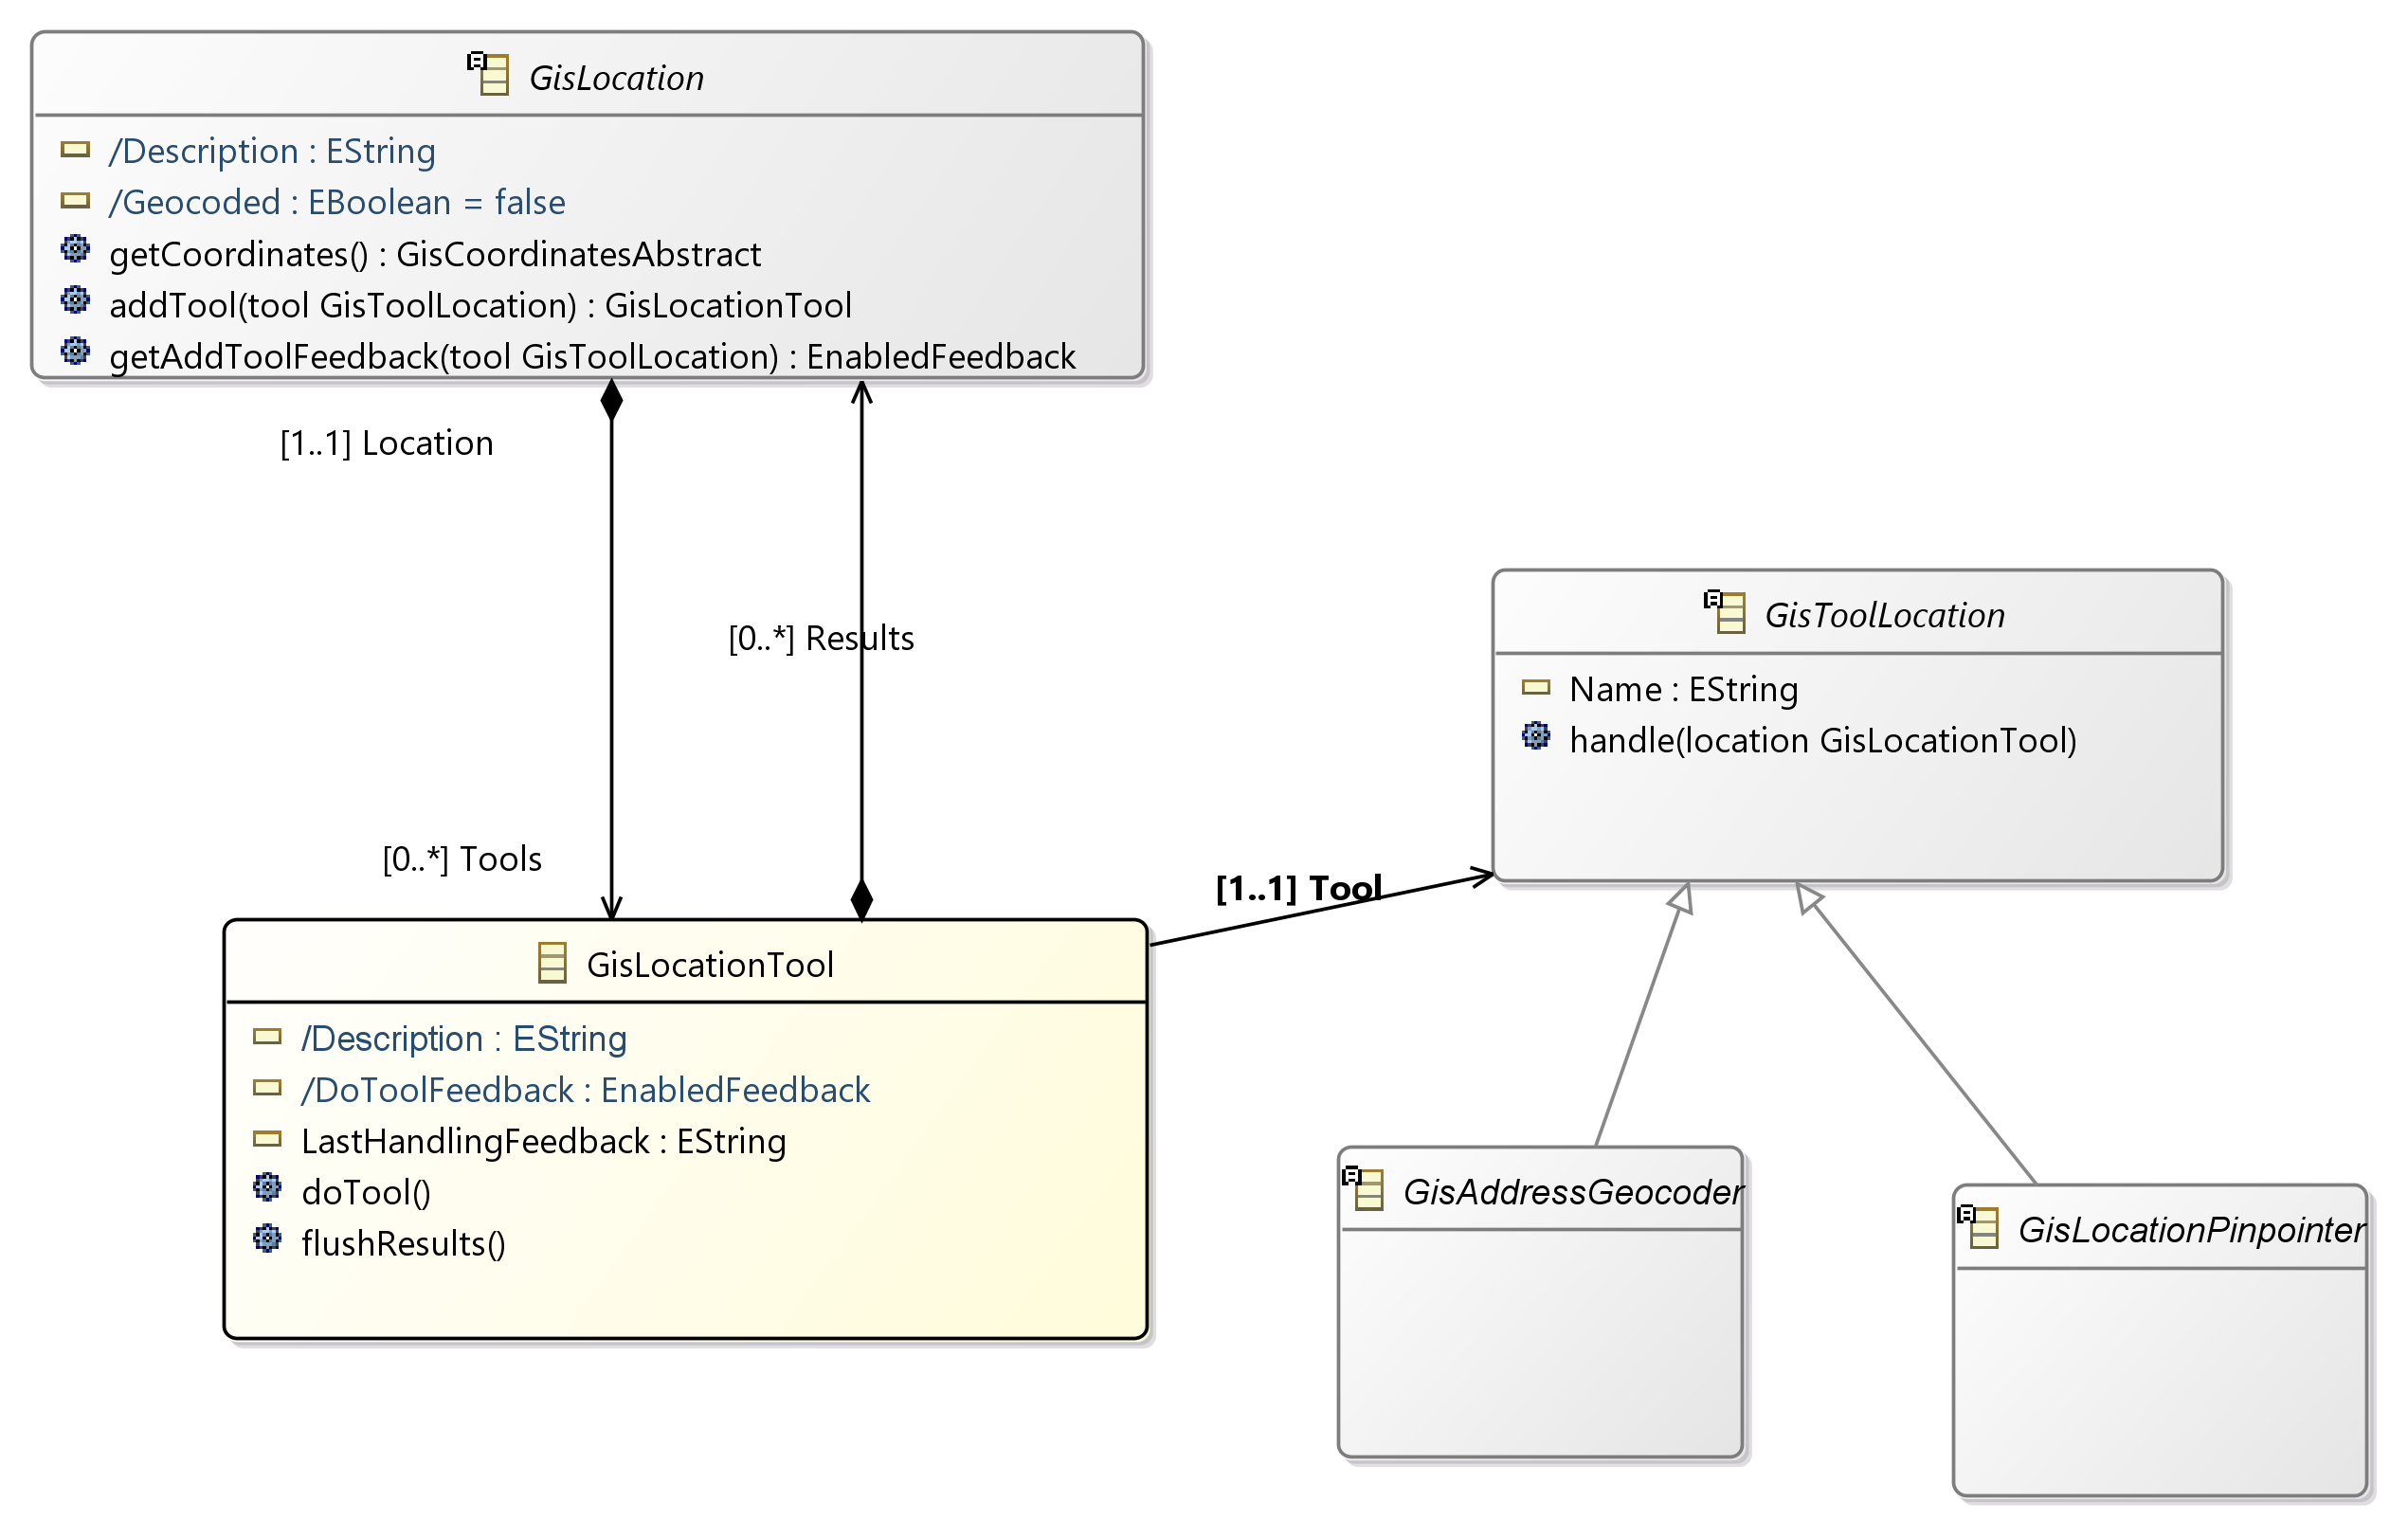 GisLocation
/Description : EString
/Geocoded : EBoolean = false
getCoordinates() : GisCoordinatesAbstract
addTool(tool GisToolLocation) : GisLocationTool
getAddToolFeedback(tool GisToolLocation) : EnabledFeedback
[1..1] Location
[0..*] Results
[0..*] Tools
GisToolLocation
Name : EString
handle(location GisLocationTool)
[1..1] Tool
GisLocationTool
/Description : EString
/DoToolFeedback : EnabledFeedback
LastHandlingFeedback : EString
doTool()
flushResults()
GisAddressGeocoder
GisLocationPinpointer